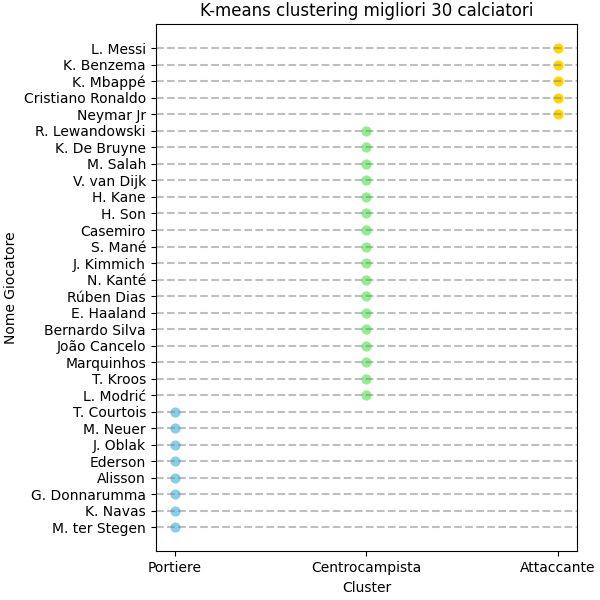 K-means clustering migliori 30 calciatori
Nome Giocatore
L. Messi
K. Benzema
K. Mbappé
Cristiano Ronaldo
Neymar Jr
R. Lewandowski
K. De Bruyne
M. Salah
V. van Dijk
H. Kane
H. Son
Casemiro
S. Mané
J. Kimmich
N. Kanté
Rúben Dias
E. Haaland
Bernardo Silva
João Cancelo
Marquinhos
T. Kroos
L. Modrić
T. Courtois
M. Neuer
J. Oblak
Ederson
Alisson
G. Donnarumma
K. Navas
M. ter Stegen
Portiere Centrocampista Attaccante
Cluster